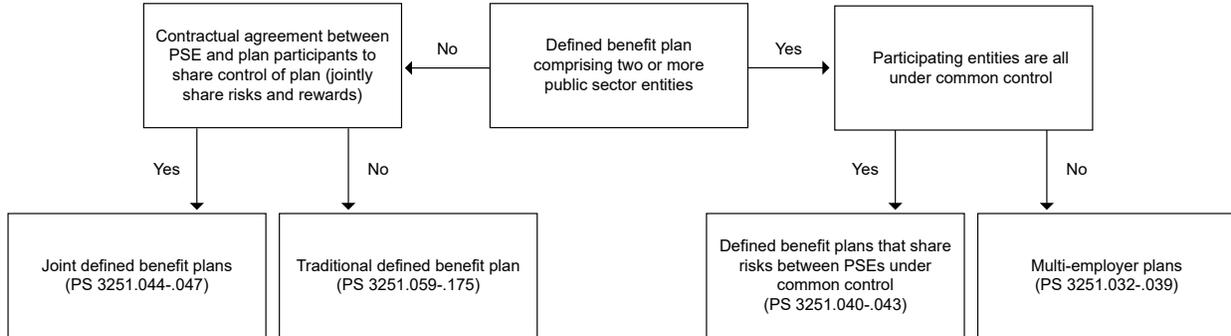 Contractual agreement between
PSE and plan participants to
share control of plan (jointly
share risks and rewards)
No
Defined benefit plan
comprising two or more
public sector entities
Yes
Participating entities are all
under common control
Yes
No
Yes
No
Joint defined benefit plans
(PS 3251.044-.047)
Traditional defined benefit plan
(PS 3251.059-.175)
Defined benefit plans that share
risks between PSEs under
common control
(PS 3251.040-.043)
Multi-employer plans
(PS 3251.032-.039)